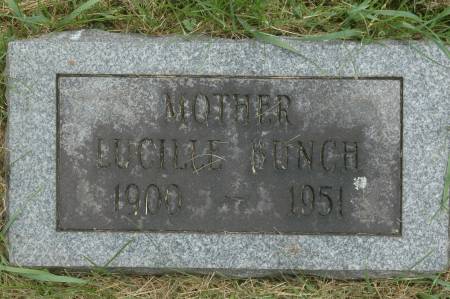 MOTHER
LUCILLE BUNCH
1900 - 1951